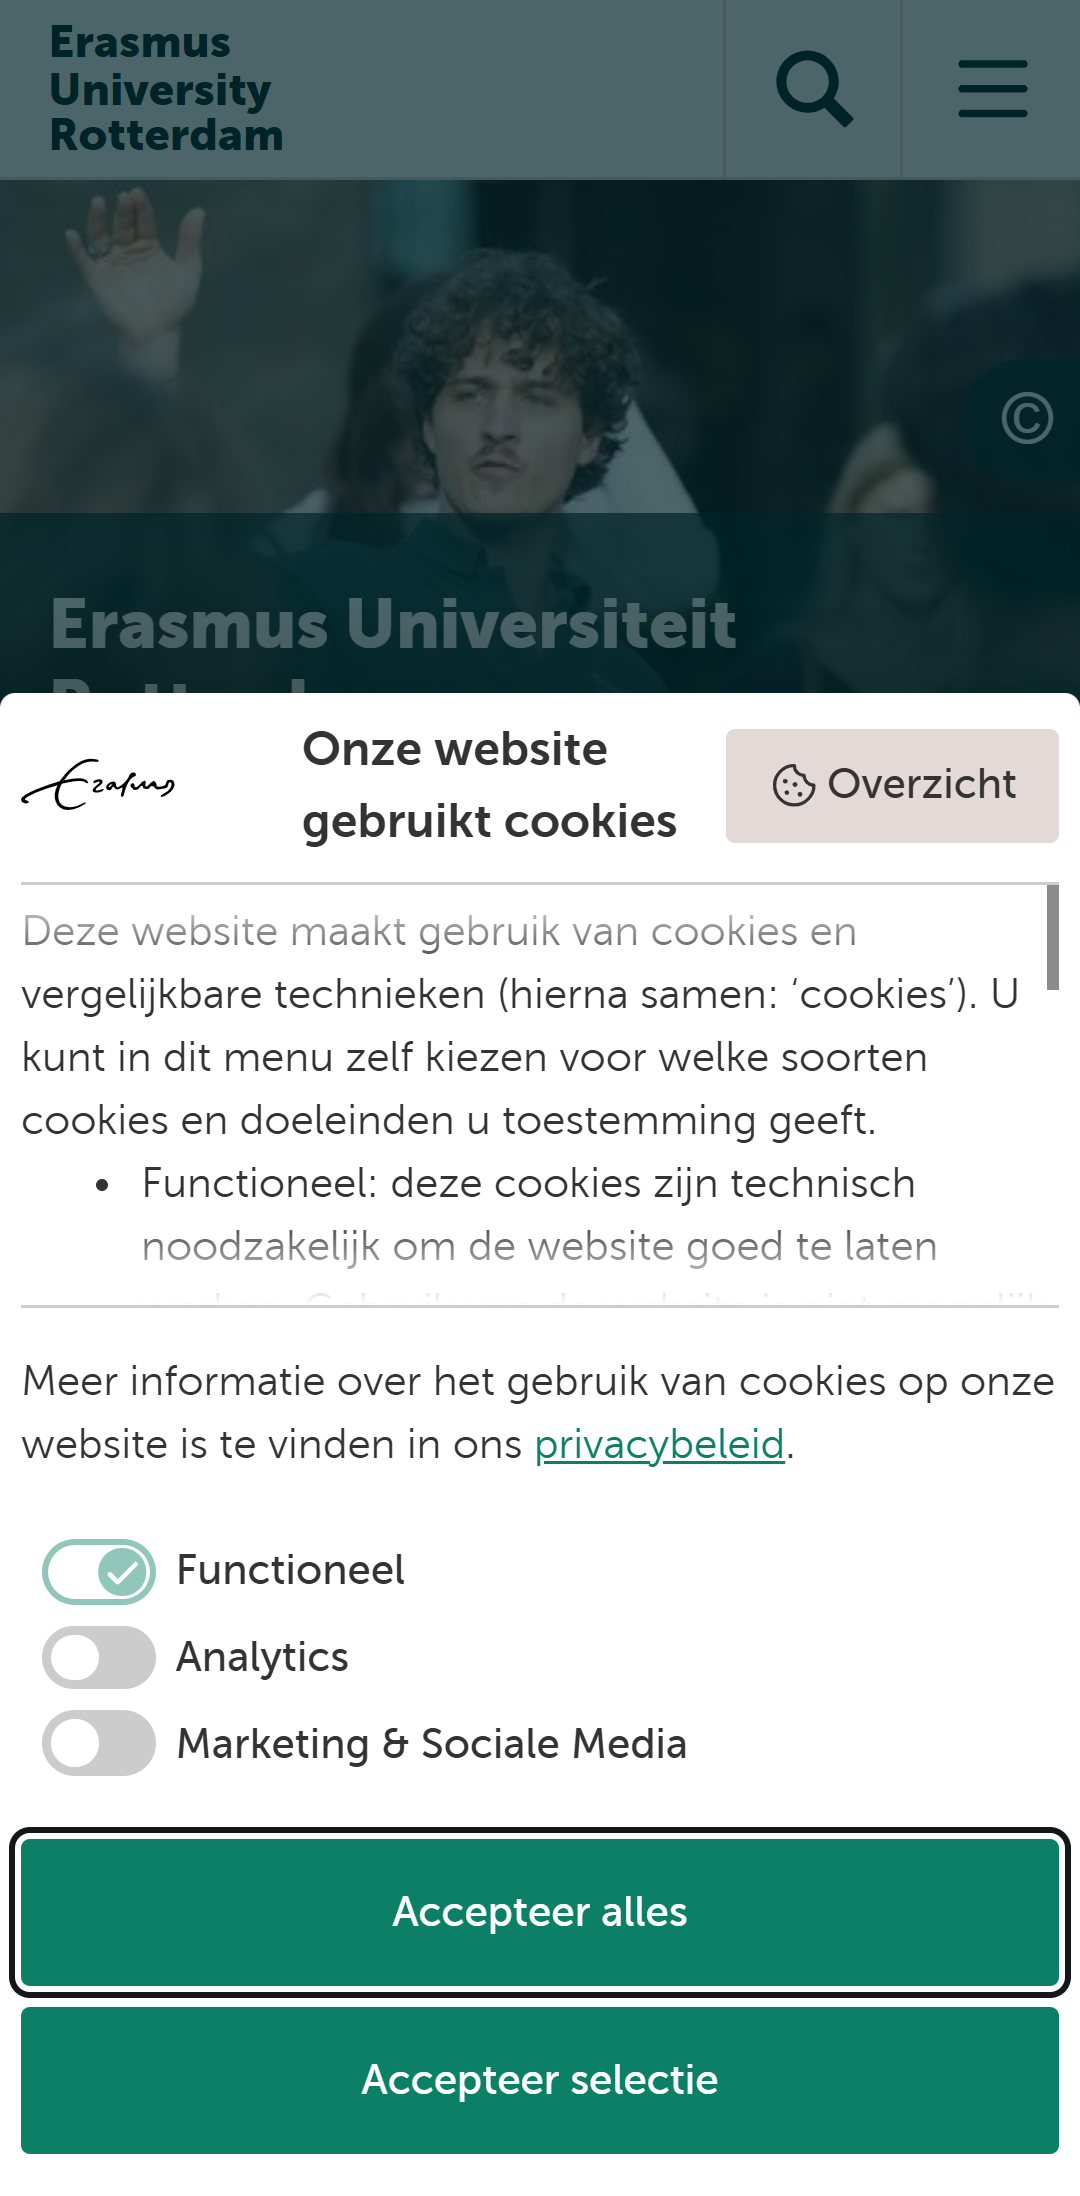 Erasmus
University
Rotterdam
©
Erasmus Universiteit
Erasmus
Onze website
gebruikt cookies
Overzicht
Deze website maakt gebruik van cookies en
vergelijkbare technieken (hierna samen: ‘cookies’). U
kunt in dit menu zelf kiezen voor welke soorten
cookies en doeleinden u toestemming geeft.
• Functioneel: deze cookies zijn technisch
noodzakelijk om de website goed te laten
Meer informatie over het gebruik van cookies op onze
website is te vinden in ons privacybeleid.
Functioneel
Analytics
Marketing & Sociale Media
Accepteer alles
Accepteer selectie